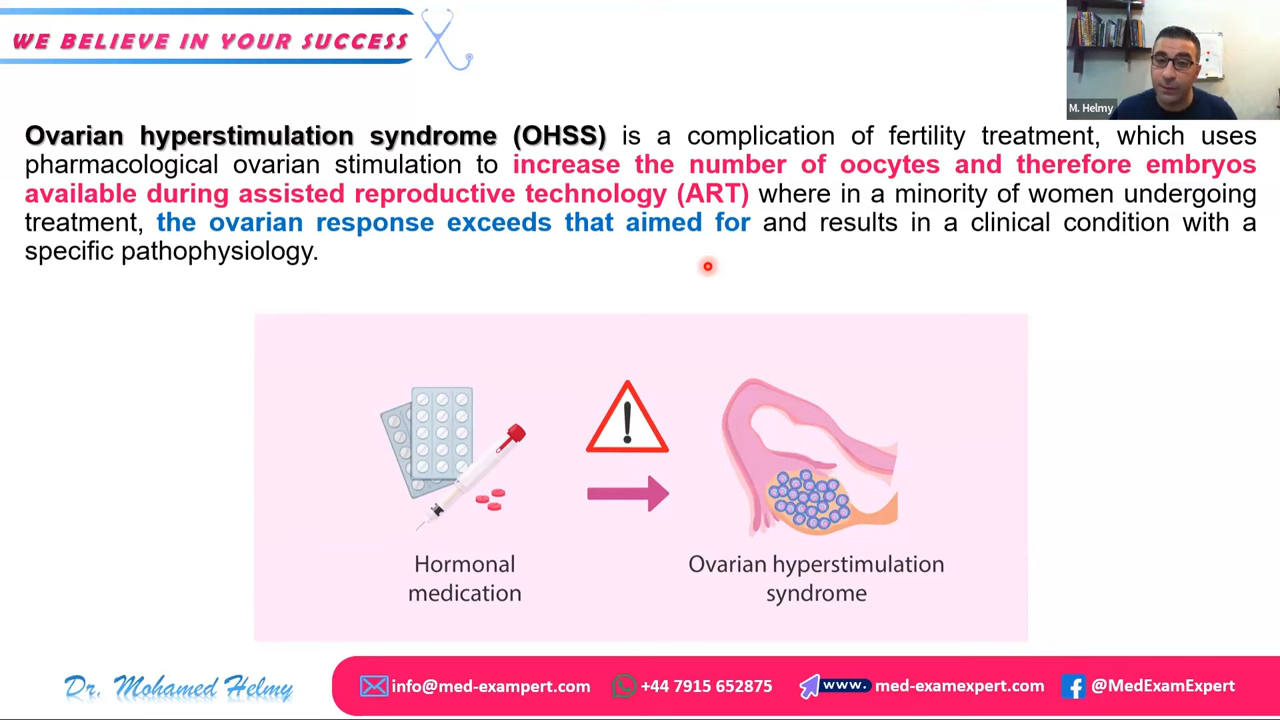 WE BELIEVE IN YOUR SUCCESS
M. Helmy
Ovarian hyperstimulation syndrome (OHSS) is a complication of fertility treatment, which uses
pharmacological ovarian stimulation to increase the number of oocytes and therefore embryos
available during assisted reproductive technology (ART) where in a minority of women undergoing
treatment, the ovarian response exceeds that aimed for and results in a clinical condition with a
specific pathophysiology.
Hormonal
medication
Ovarian hyperstimulation
syndrome
Dr. Mohamed Helmy
info@med-exampert.com
+44 7915 652875
www. med-examexpert.com
@MedExamExpert